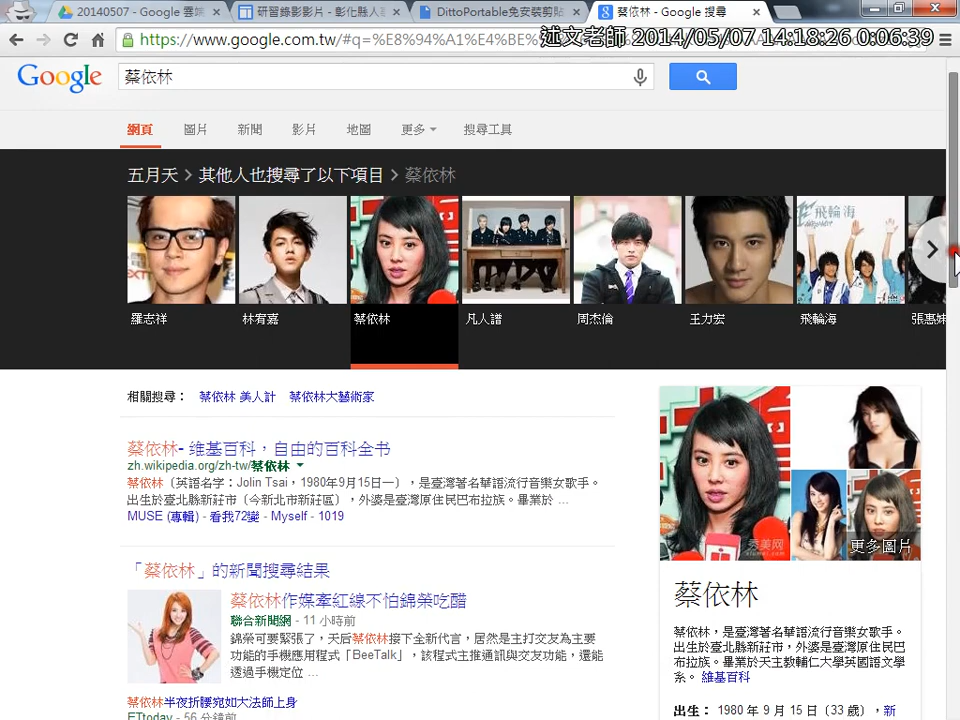 20140507 - Google 雲端
研習錄影影片 - 彰化縣人
DittoPortable免安裝剪貼
蔡依林 - Google 搜尋
https://www.google.com.tw/#q=%E8%94%A1%E4%BE%
述文老師 2014/05/07 14:18:26 0:06:39
Google
蔡依林
網頁 圖片 新聞 影片 地圖 更多 搜尋工具
五月天 > 其他人也搜尋了以下項目 > 蔡依林
飛輪海
羅志祥 林宥嘉 蔡依林 凡人譜 周杰倫 王力宏 飛輪海 張惠妹
相關搜尋： 蔡依林 美人計 蔡依林大藝術家
蔡依林- 維基百科，自由的百科全书
zh.wikipedia.org/zh-tw/蔡依林
蔡依林（英語名字：Jolin Tsai，1980年9月15日—），是臺灣著名華語流行音樂女歌手。
出生於臺北縣新莊市（今新北市新莊區），外婆是臺灣原住民巴布拉族。畢業於 ...
MUSE (專輯) - 看我72變 - Myself - 1019
「蔡依林」的新聞搜尋結果
蔡依林作媒牽紅線不怕錦榮吃醋
聯合新聞網 - 11 小時前
錦榮可要緊張了，天后蔡依林接下全新代言，居然是主打交友為主要
功能的手機應用程式「BeeTalk」，該程式主推通訊與交友功能，還能
透過手機定位 ...
蔡依林半夜折腰宛如大法師上身
ETtoday - 56 分鐘前
秀美网
xiumei.com
更多圖片
蔡依林
蔡依林，是臺灣著名華語流行音樂女歌手。
出生於臺北縣新莊市，外婆是臺灣原住民巴
布拉族。畢業於天主教輔仁大學英國語文學
系。 維基百科
出生： 1980 年 9 月 15 日（33 歲），新